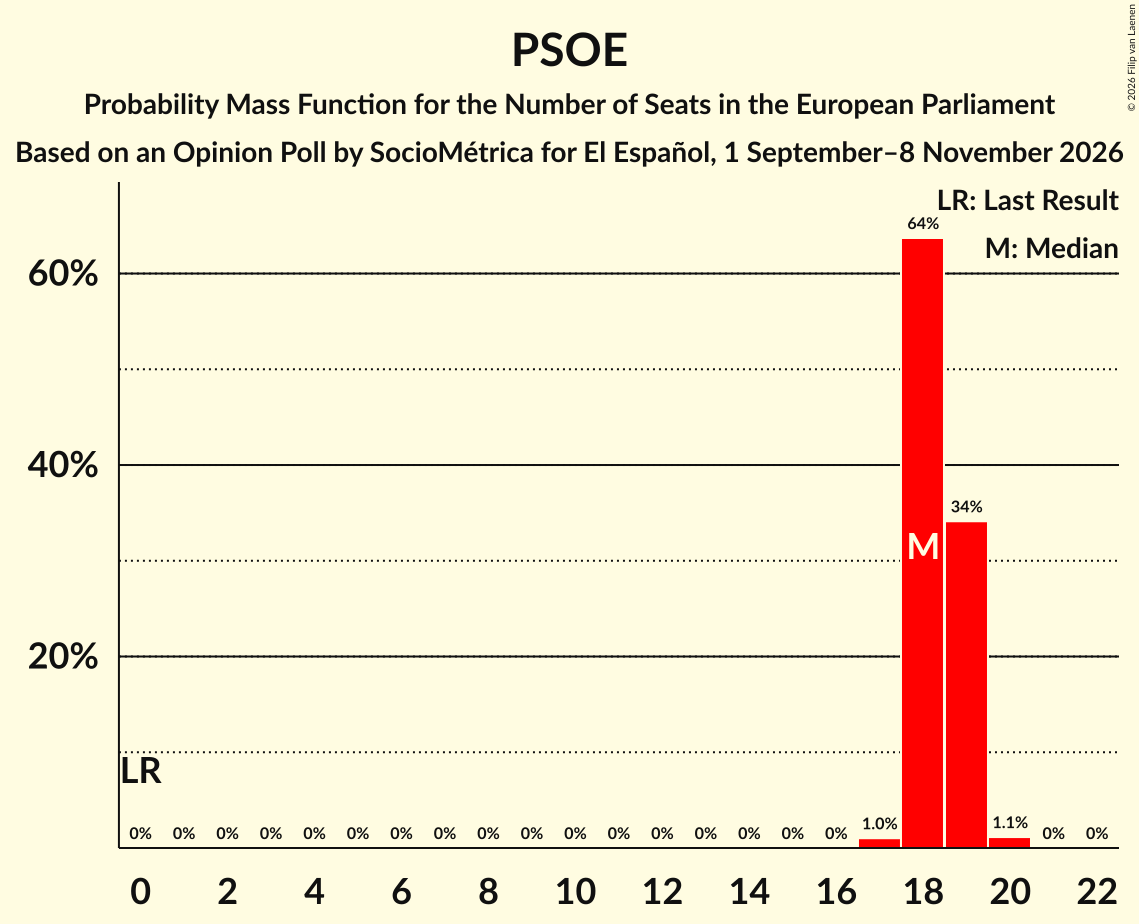 PSOE
Probability Mass Function for the Number of Seats in the European Parliament
Based on an Opinion Poll by SocioMétrica for El Español, 1 September–8 November 2026
© 2026 Filip van Laenen
LR: Last Result
M: Median
60%
40%
20%
64%
34%
M
LR
0% 0% 0% 0% 0% 0% 0% 0% 0% 0% 0% 0% 0% 0% 0% 0% 0% 1.0% 1.1% 0% 0%
0 2 4 6 8 10 12 14 16 18 20 22